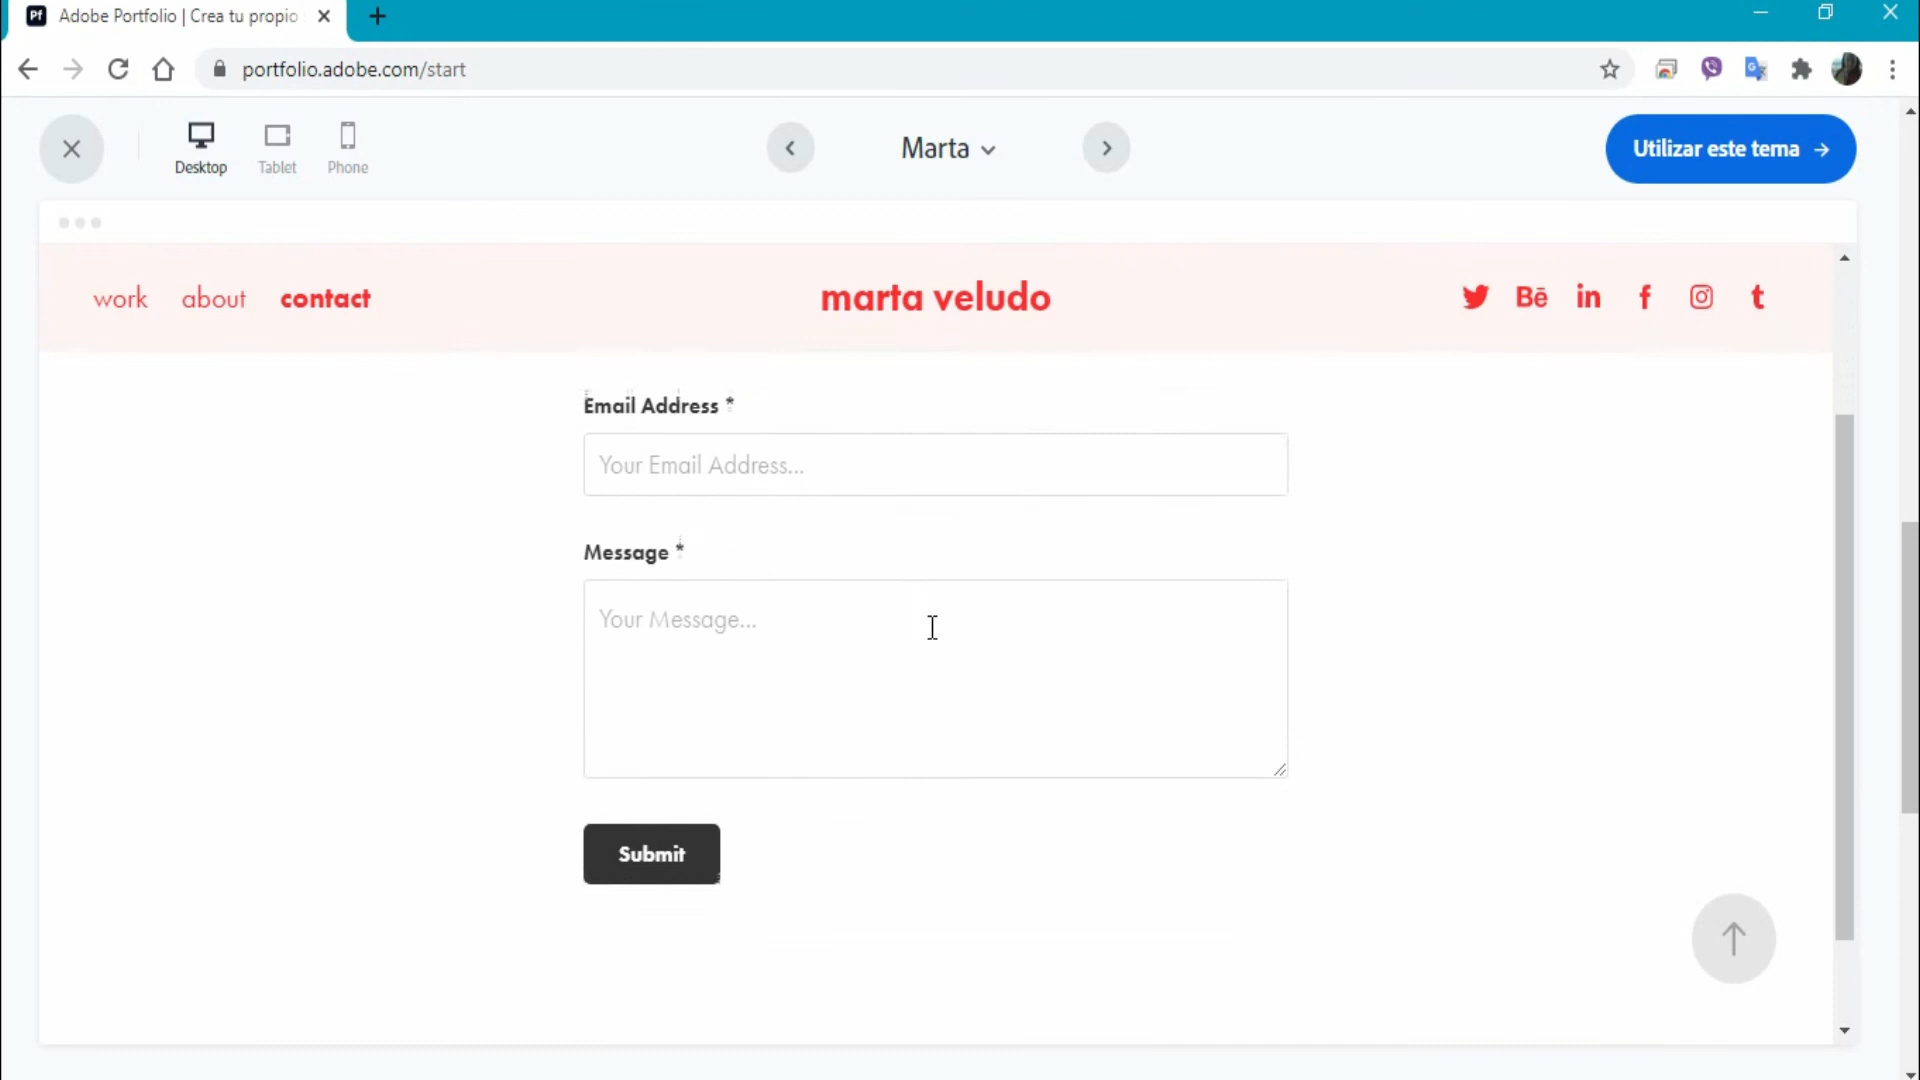 Pf Adobe Portfolio | Crea tu propio
portfolio.adobe.com/start
Desktop
Tablet
Phone
Marta
Utilizar este tema →
work about contact
marta veludo
Bē in f t
Email Address *
Your Email Address...
Message *
Your Message...
Submit